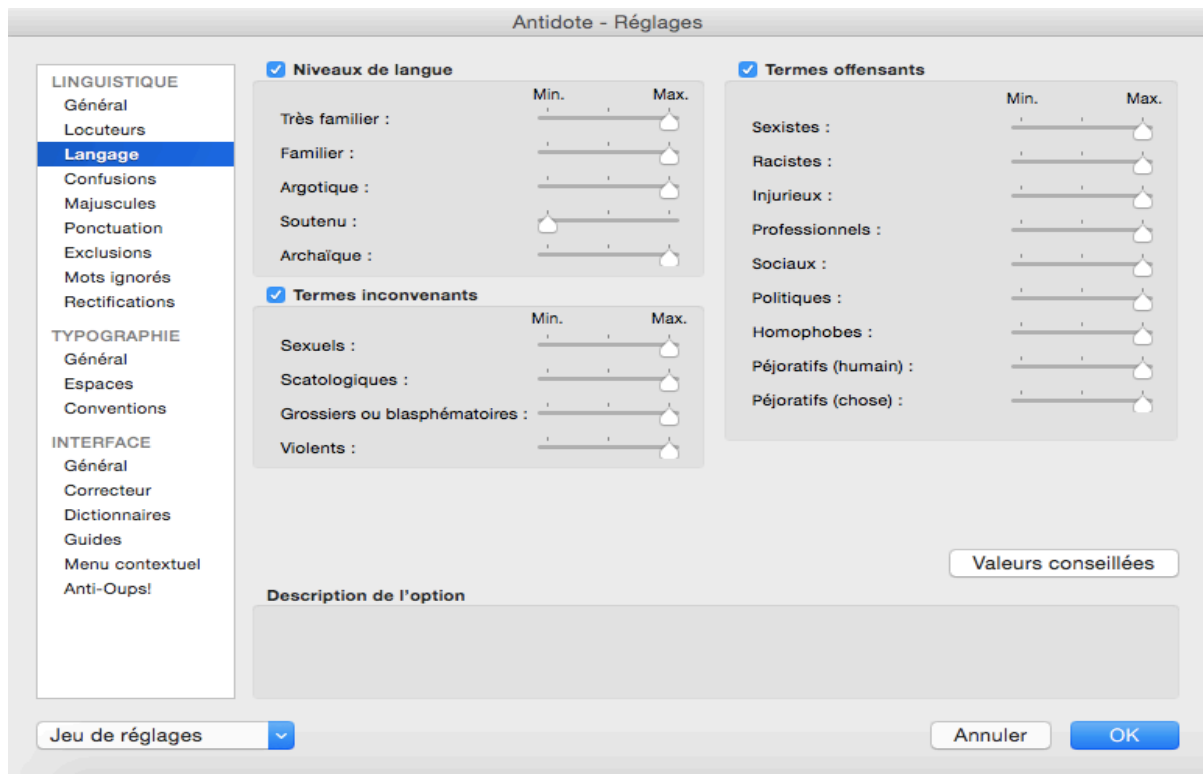 Antidote - Réglages
LINGUISTIQUE
Général
Locuteurs
Langage
Confusions
Majuscules
Ponctuation
Exclusions
Mots ignorés
Rectifications
TYPOGRAPHIE
Général
Espaces
Conventions
INTERFACE
Général
Correcteur
Dictionnaires
Guides
Menu contextuel
Anti-Oups!
Niveaux de langue
Min. Max.
Très familier :
Familier :
Argotique :
Soutenu :
Archaïque :
Termes inconvenants
Min. Max.
Sexuels :
Scatologiques :
Grossiers ou blasphématoires :
Violents :
Termes offensants
Min. Max.
Sexistes :
Racistes :
Injurieux :
Professionnels :
Sociaux :
Politiques :
Homophobes :
Péjoratifs (humain) :
Péjoratifs (chose) :
Valeurs conseillées
Description de l'option
Jeu de réglages
Annuler
OK